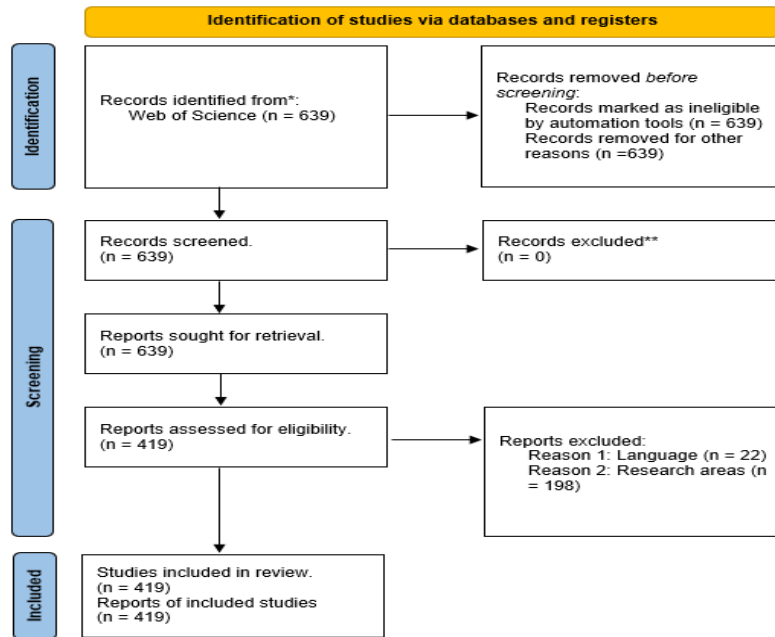 Identification of studies via databases and registers
Identification
Records identified from*:
Web of Science (n = 639)
Records removed before
screening:
Records marked as ineligible
by automation tools (n = 639)
Records removed for other
reasons (n =639)
Screening
Records screened.
(n = 639)
Records excluded**
(n = 0)
Reports sought for retrieval.
(n = 639)
Reports assessed for eligibility.
(n = 419)
Reports excluded:
Reason 1: Language (n = 22)
Reason 2: Research areas (n
= 198)
Included
Studies included in review.
(n = 419)
Reports of included studies
(n = 419)